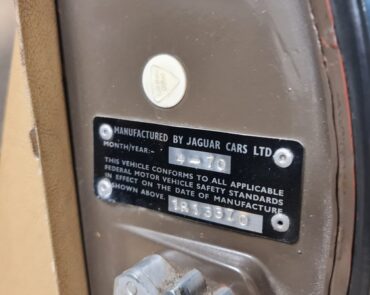 MANUFACTURED BY JAGUAR CARS LTD
MONTH/YEAR:- 4-70
THIS VEHICLE CONFORMS TO ALL APPLICABLE
FEDERAL MOTOR VEHICLE SAFETY STANDARDS
IN EFFECT ON THE DATE OF MANUFACTURE
SHOWN ABOVE.